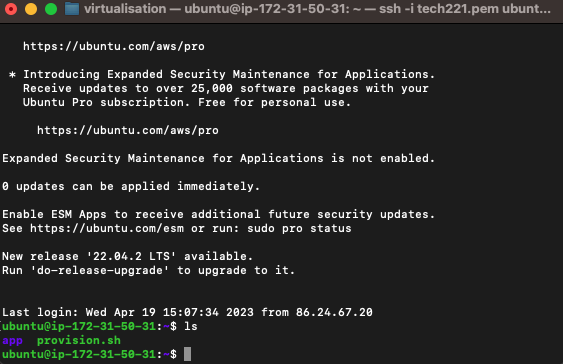 virtualisation — ubuntu@ip-172-31-50-31: ~ — ssh -i tech221.pem ubunt...
https://ubuntu.com/aws/pro
* Introducing Expanded Security Maintenance for Applications.
Receive updates to over 25,000 software packages with your
Ubuntu Pro subscription. Free for personal use.
https://ubuntu.com/aws/pro
Expanded Security Maintenance for Applications is not enabled.
0 updates can be applied immediately.
Enable ESM Apps to receive additional future security updates.
See https://ubuntu.com/esm or run: sudo pro status
New release '22.04.2 LTS' available.
Run 'do-release-upgrade' to upgrade to it.
Last login: Wed Apr 19 15:07:34 2023 from 86.24.67.20
[ubuntu@ip-172-31-50-31:~$ ls
app provision.sh
ubuntu@ip-172-31-50-31:~$